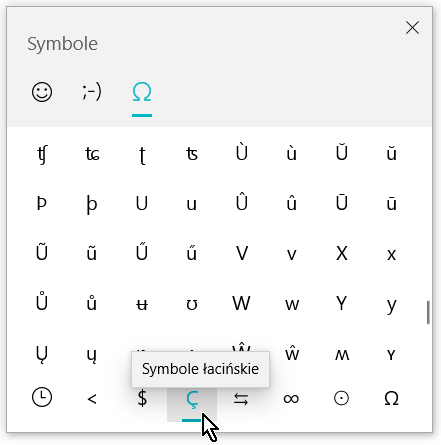 Symbole
;-) Ω
ʧ ʨ ʈ ʦ Ù ù Ŭ ŭ
Þ þ U u Û û Ū ū
Ũ ũ Ű ű V v X x
Ů ů ʉ ʊ W w Y y
Ų ų Ŵ ŵ ʍ ʏ
Symbole łacińskie
< $ Ç ⇆ ∞ ⊙ Ω